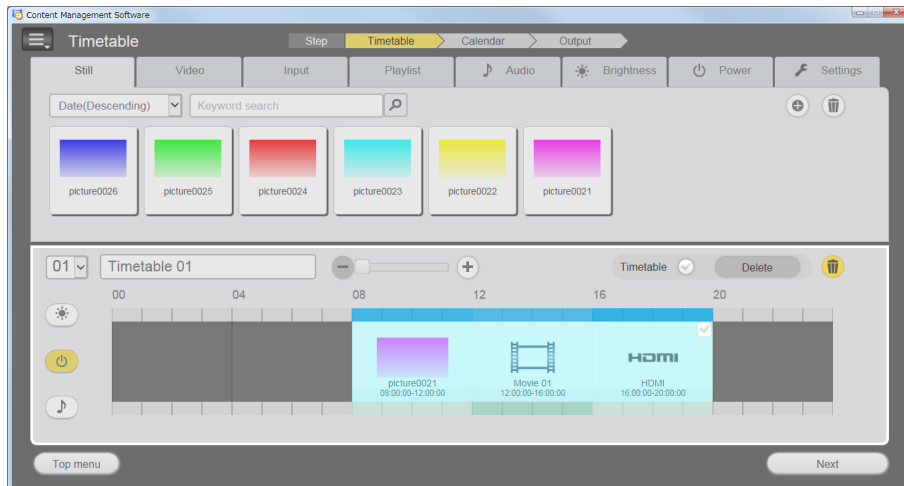 Content Management Software
Timetable
Step Timetable Calendar Output
Still Video Input Playlist Audio Brightness Power Settings
Date(Descending) Keyword search
picture0026 picture0025 picture0024 picture0023 picture0022 picture0021
01 Timetable 01 Timetable Delete
00 04 08 12 16 20
HDMI
picture0021 Movie 01 HDMI
08:00:00-12:00:00 12:00:00-16:00:00 16:00:00-20:00:00
Top menu Next